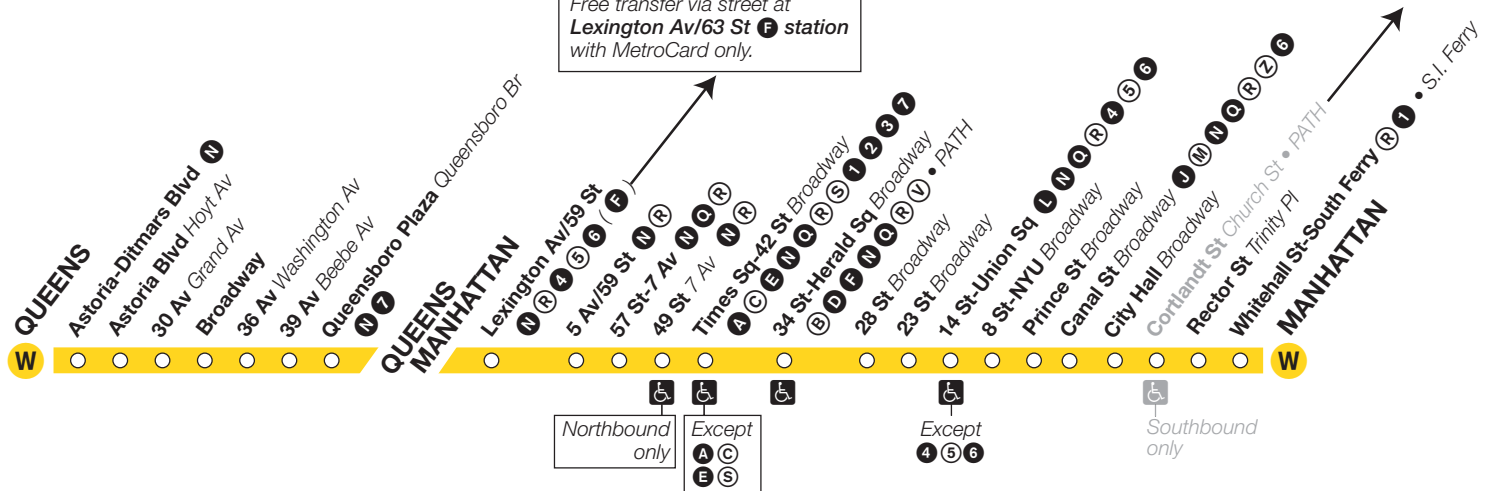 Free transfer via street at
Lexington Av/63 St F station
with MetroCard only.
W
QUEENS
Astoria-Ditmars Blvd N
Astoria Blvd Hoyt Av
30 Av Grand Av
Broadway
36 Av Washington Av
39 Av Beebe Av
Queensboro Plaza Queensboro Br
N 7
QUEENS
MANHATTAN
Lexington Av/59 St
N R 4 5 6 (F)
5 Av/59 St N R
57 St-7 Av N Q R
49 St 7 Av N R
Times Sq-42 St Broadway
A C E N Q R S 1 2 3 7
34 St-Herald Sq Broadway
B D F N Q R V • PATH
28 St Broadway
23 St Broadway
14 St-Union Sq L N Q R 4 5 6
8 St-NYU Broadway
Prince St Broadway
Canal St Broadway J M N Q R Z 6
City Hall Broadway
Cortlandt St Church St • PATH
Rector St Trinity Pl
Whitehall St-South Ferry R 1 • S.I. Ferry
MANHATTAN
W
Northbound
only
Except
A C
E S
Except
4 5 6
Southbound
only